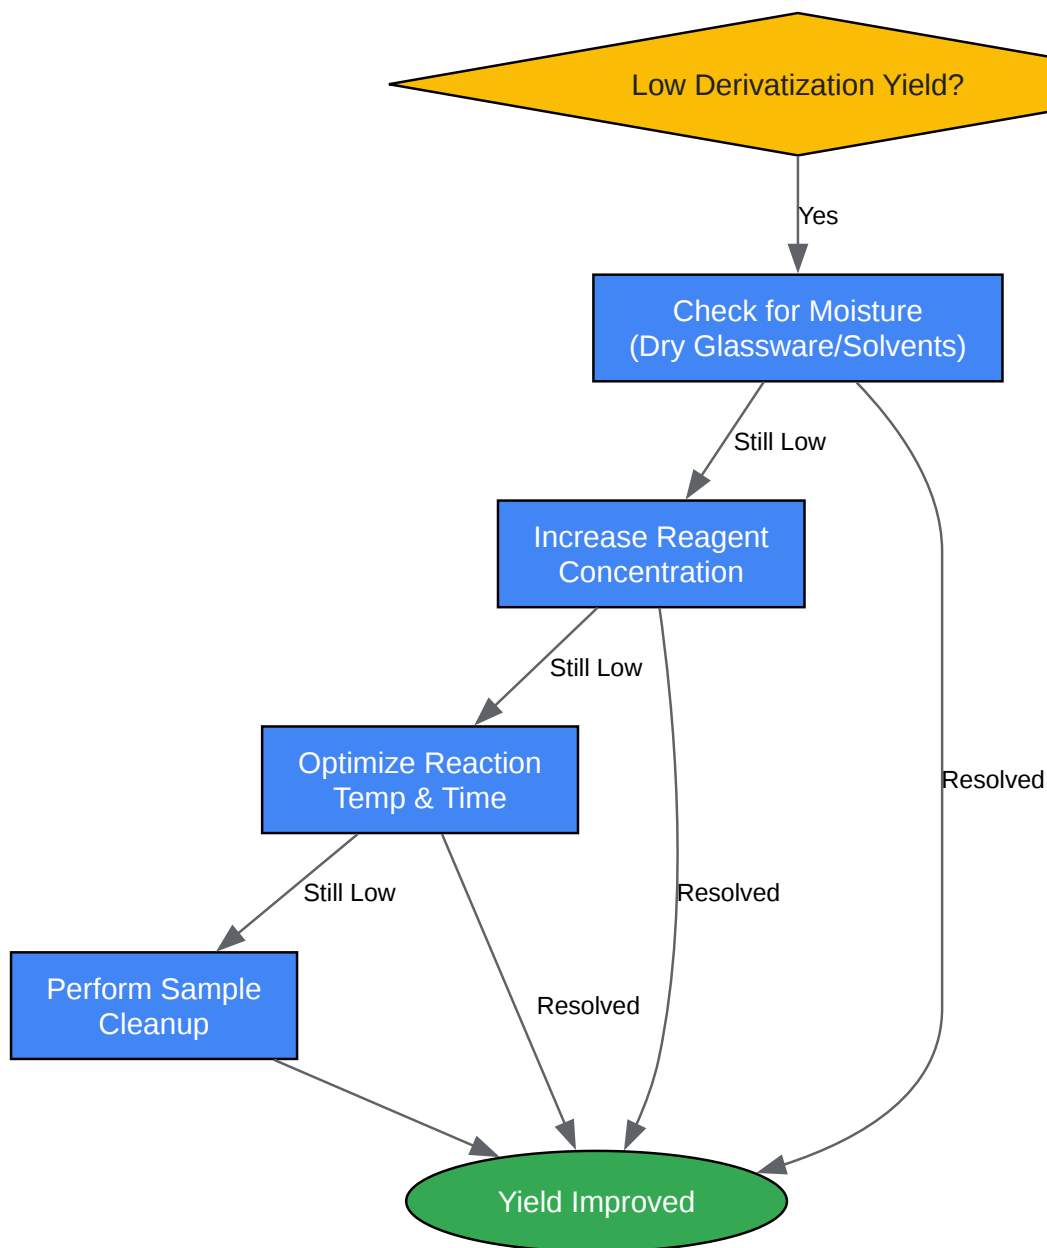 Low Derivatization Yield?
Yes
Check for Moisture
(Dry Glassware/Solvents)
Still Low
Increase Reagent
Concentration
Still Low
Optimize Reaction
Temp & Time
Resolved
Still Low
Resolved
Perform Sample
Cleanup
Resolved
Yield Improved